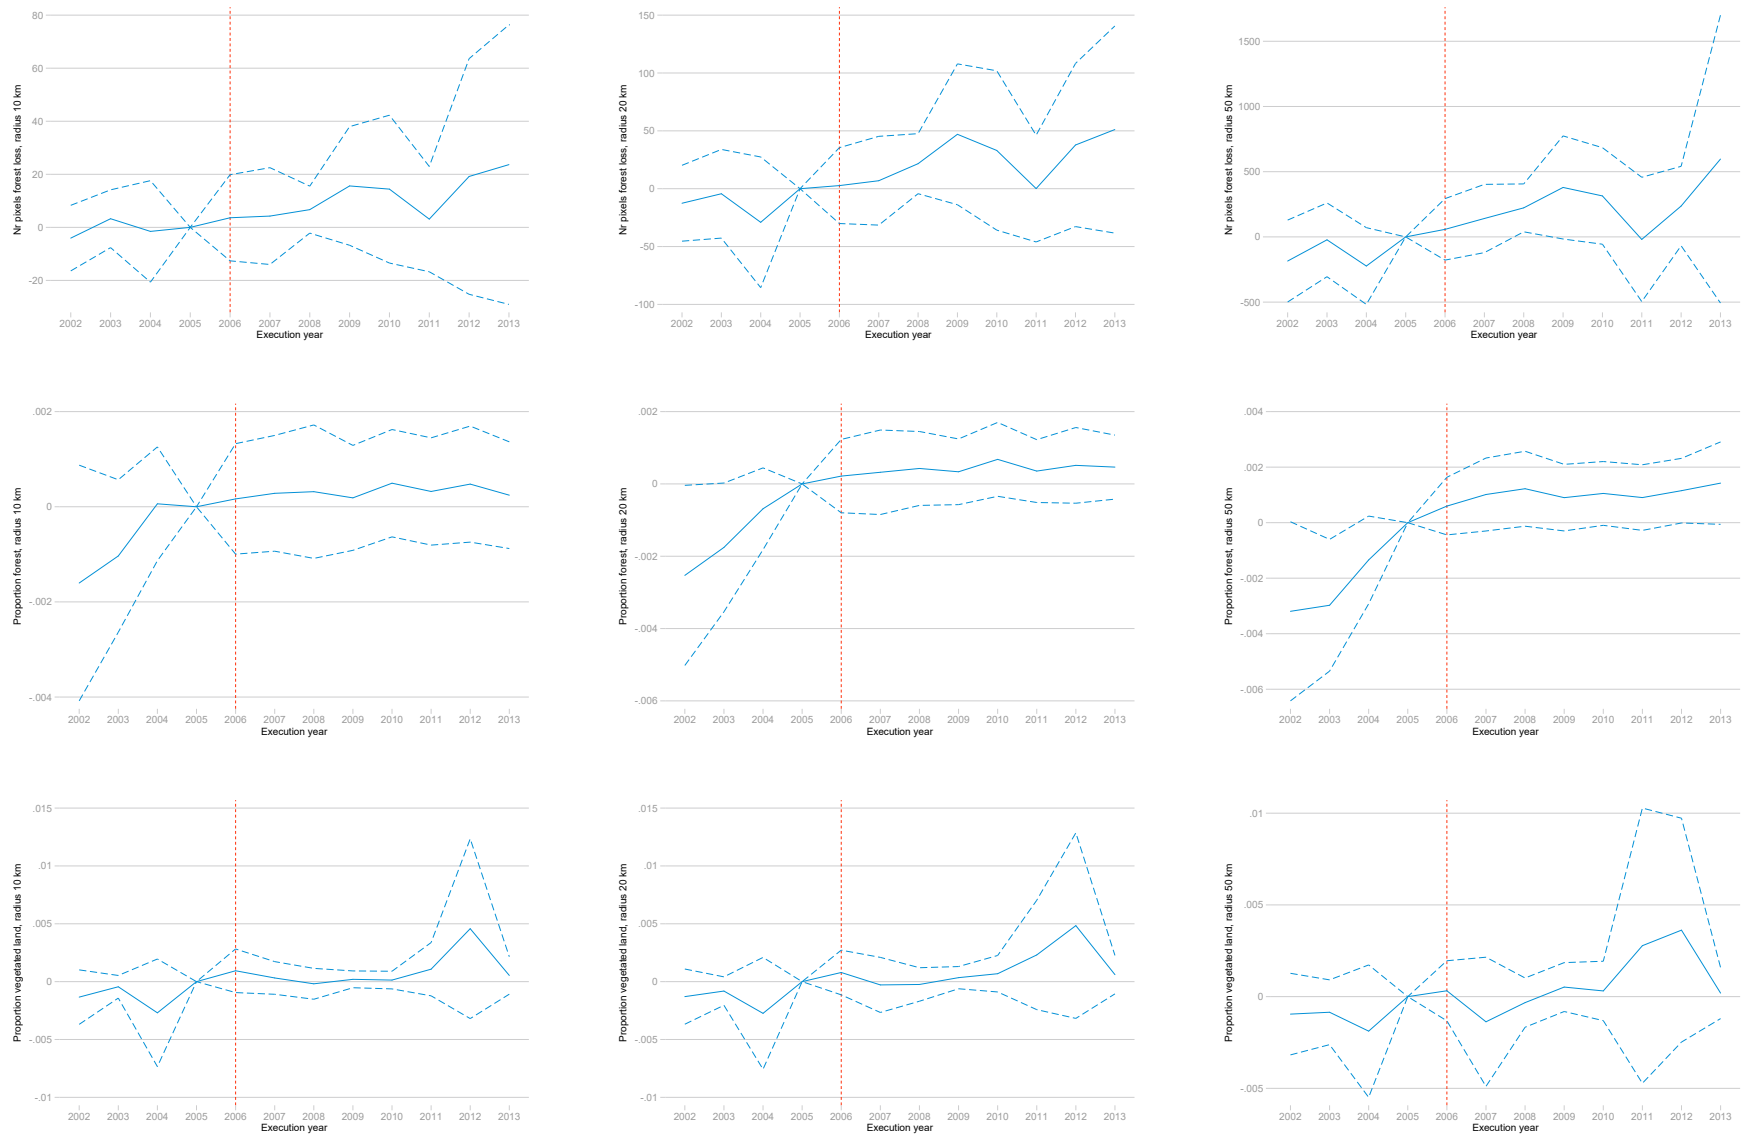 Nr pixels forest loss, radius 10 km
80
60
40
20
0
-20
2002 2003 2004 2005 2006 2007 2008 2009 2010 2011 2012 2013
Execution year
Nr pixels forest loss, radius 20 km
150
100
50
0
-50
-100
2002 2003 2004 2005 2006 2007 2008 2009 2010 2011 2012 2013
Execution year
Nr pixels forest loss, radius 50 km
1500
1000
500
0
-500
2002 2003 2004 2005 2006 2007 2008 2009 2010 2011 2012 2013
Execution year
Proportion forest, radius 10 km
.002
0
-.002
-.004
2002 2003 2004 2005 2006 2007 2008 2009 2010 2011 2012 2013
Execution year
Proportion forest, radius 20 km
.002
0
-.002
-.004
-.006
2002 2003 2004 2005 2006 2007 2008 2009 2010 2011 2012 2013
Execution year
Proportion forest, radius 50 km
.004
.002
0
-.002
-.004
-.006
2002 2003 2004 2005 2006 2007 2008 2009 2010 2011 2012 2013
Execution year
Proportion vegetated land, radius 10 km
.015
.01
.005
0
-.005
-.01
2002 2003 2004 2005 2006 2007 2008 2009 2010 2011 2012 2013
Execution year
Proportion vegetated land, radius 20 km
.015
.01
.005
0
-.005
-.01
2002 2003 2004 2005 2006 2007 2008 2009 2010 2011 2012 2013
Execution year
Proportion vegetated land, radius 50 km
.01
.005
0
-.005
2002 2003 2004 2005 2006 2007 2008 2009 2010 2011 2012 2013
Execution year